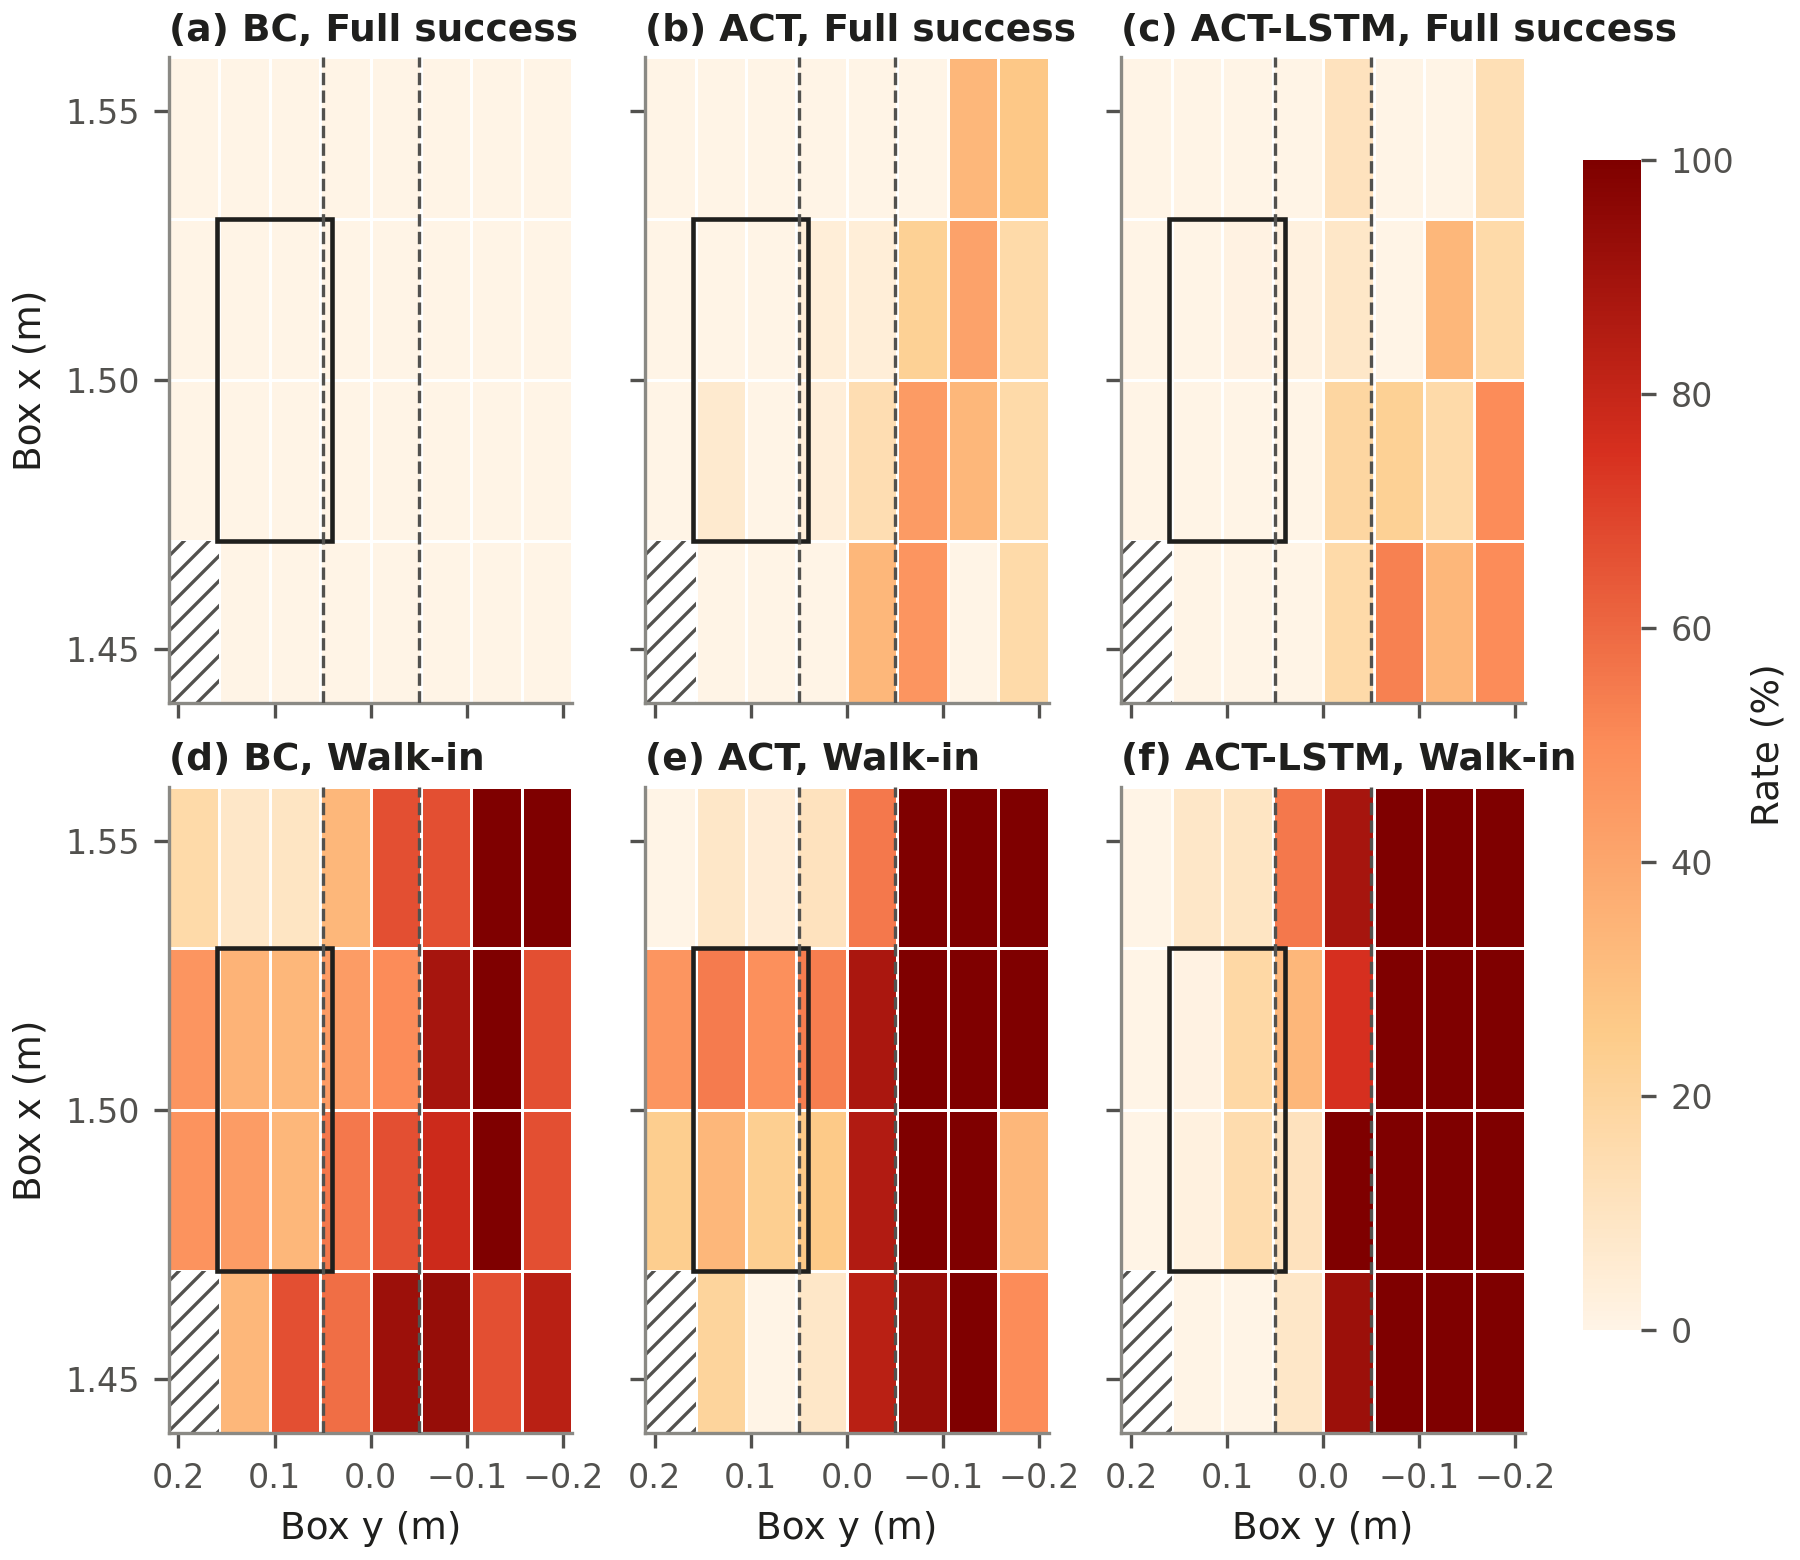 (a) BC, Full success
(b) ACT, Full success
(c) ACT-LSTM, Full success
1.55
1.50
1.45
Box x (m)
100
80
60
40
20
0
Rate (%)
(d) BC, Walk-in
(e) ACT, Walk-in
(f) ACT-LSTM, Walk-in
1.55
1.50
1.45
Box x (m)
0.2 0.1 0.0 −0.1 −0.2
0.2 0.1 0.0 −0.1 −0.2
0.2 0.1 0.0 −0.1 −0.2
Box y (m)
Box y (m)
Box y (m)